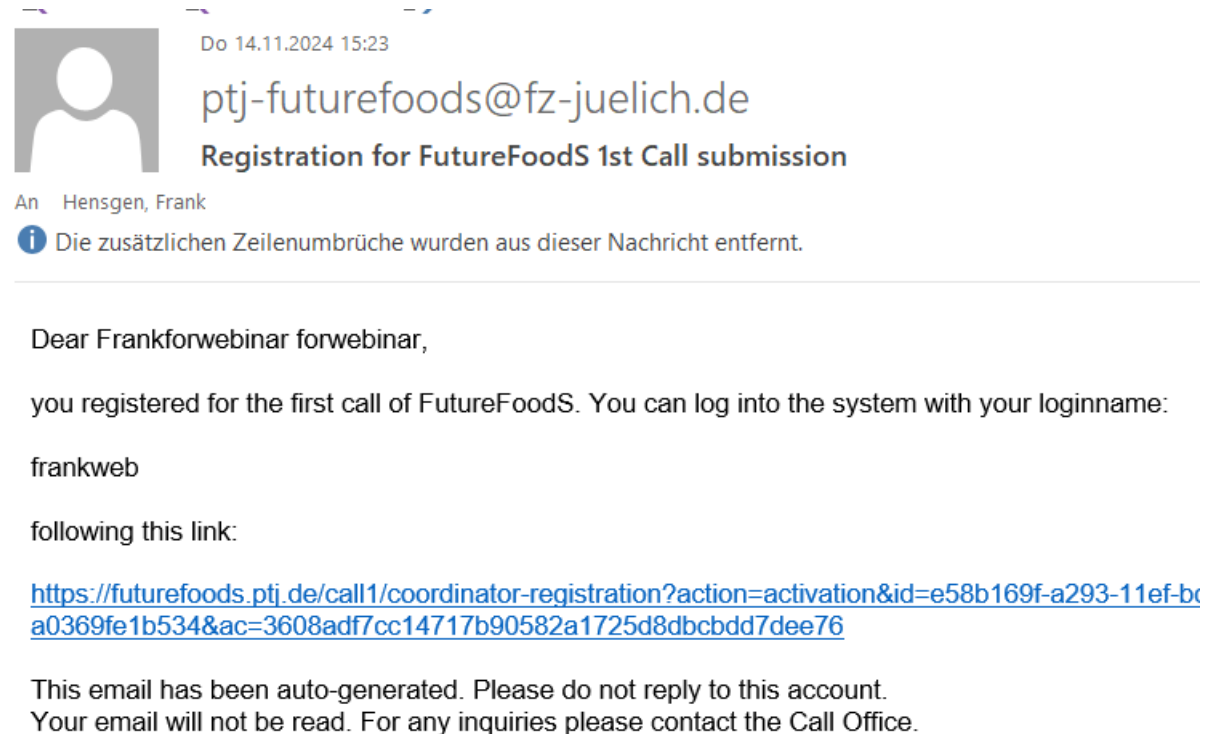 Do 14.11.2024 15:23
ptj-futurefoods@fz-juelich.de
Registration for FutureFoodS 1st Call submission
An Hensgen, Frank
Die zusätzlichen Zeilenumbrüche wurden aus dieser Nachricht entfernt.
Dear Frankforwebinar forwebinar,
you registered for the first call of FutureFoodS. You can log into the system with your loginname:
frankweb
following this link:
https://futurefoods.ptj.de/call1/coordinator-registration?action=activation&id=e58b169f-a293-11ef-bc
a0369fe1b534&ac=3608adf7cc14717b90582a1725d8dbcbdd7dee76
This email has been auto-generated. Please do not reply to this account.
Your email will not be read. For any inquiries please contact the Call Office.